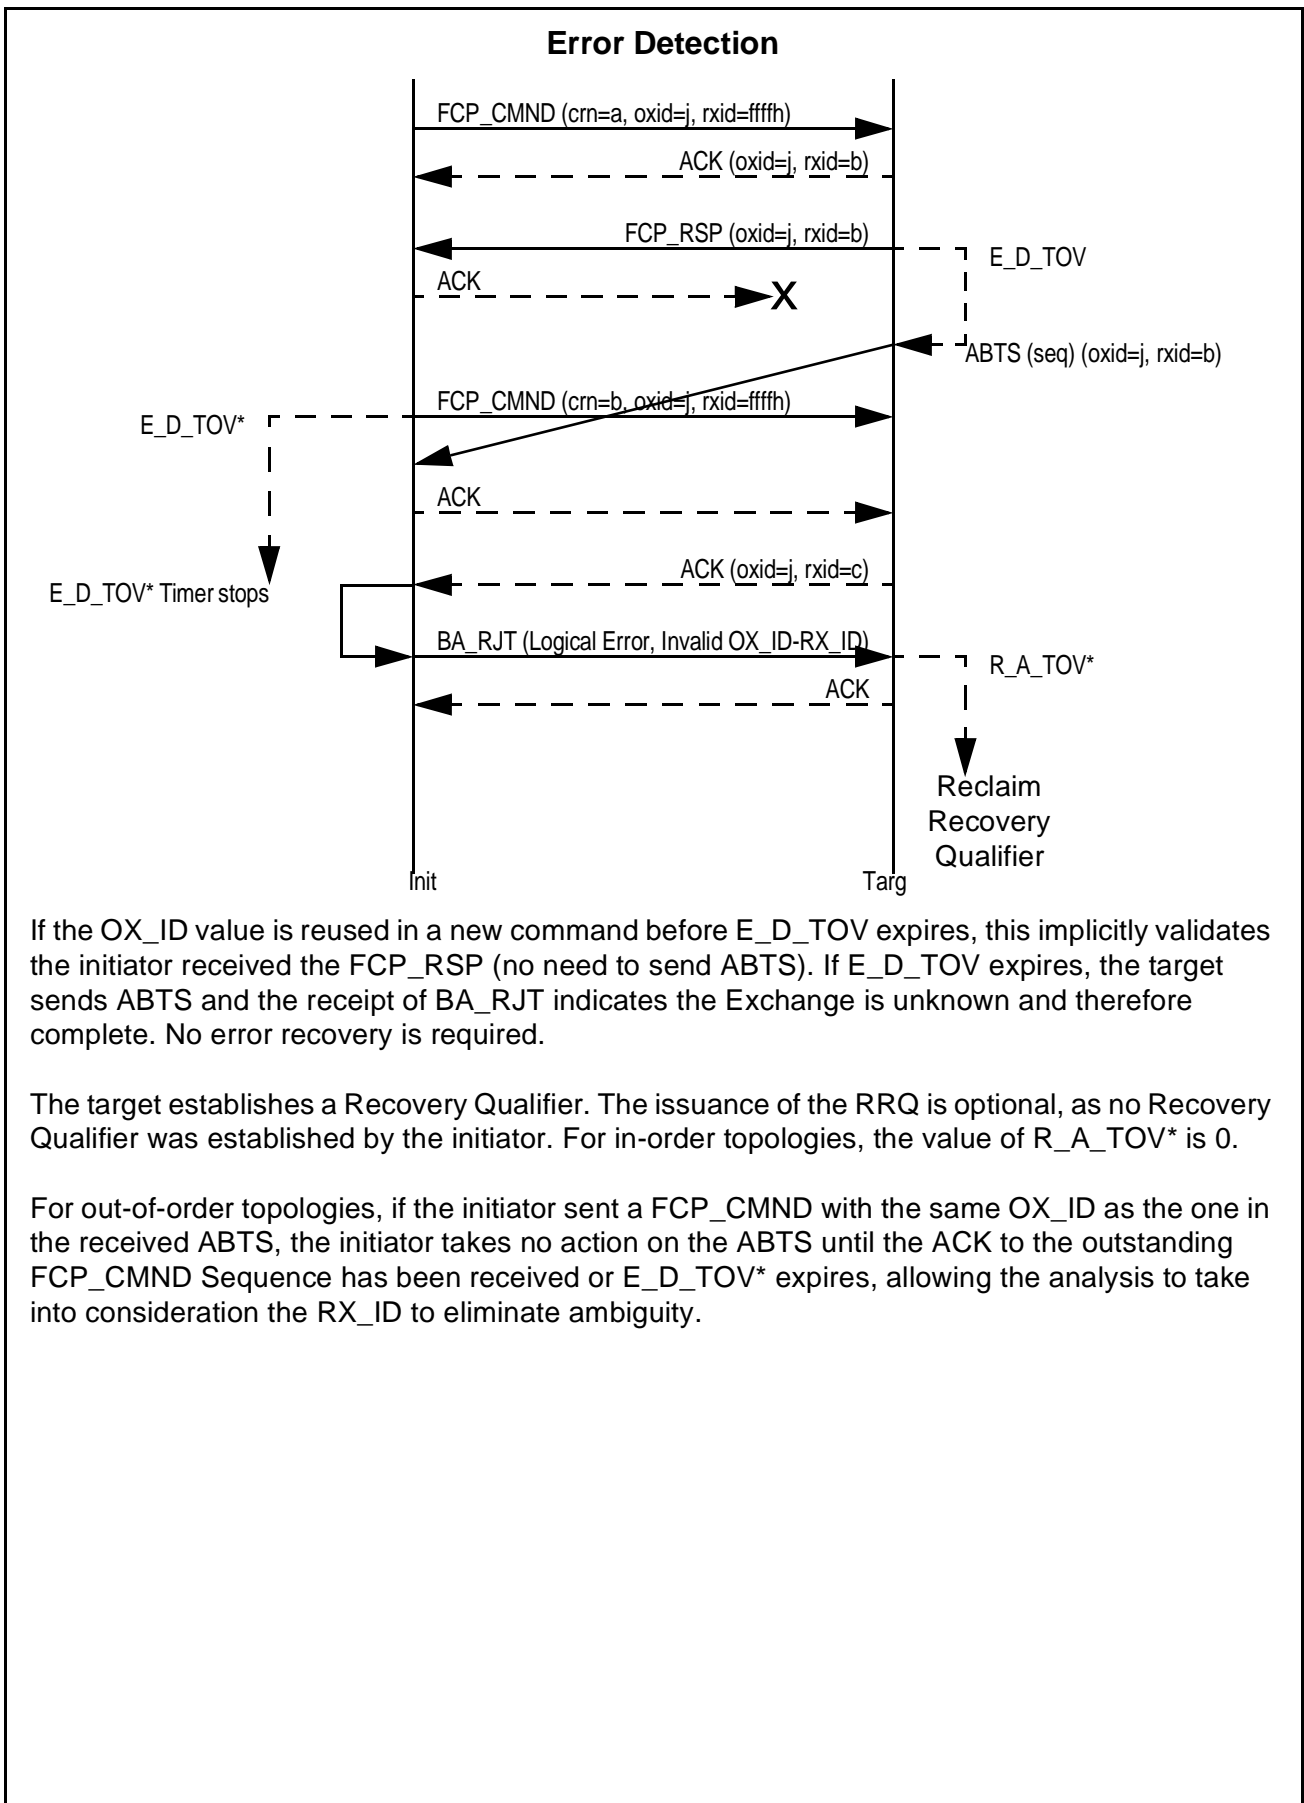 Error Detection
FCP_CMND (crn=a, oxid=j, rxid=ffffh)
ACK (oxid=j, rxid=b)
FCP_RSP (oxid=j, rxid=b)
E_D_TOV
ACK
X
ABTS (seq) (oxid=j, rxid=b)
FCP_CMND (crn=b, oxid=j, rxid=ffffh)
E_D_TOV*
ACK
ACK (oxid=j, rxid=c)
E_D_TOV* Timer stops
BA_RJT (Logical Error, Invalid OX_ID-RX_ID)
R_A_TOV*
ACK
Reclaim
Recovery
Qualifier
Init
Targ
If the OX_ID value is reused in a new command before E_D_TOV expires, this implicitly validates
the initiator received the FCP_RSP (no need to send ABTS). If E_D_TOV expires, the target
sends ABTS and the receipt of BA_RJT indicates the Exchange is unknown and therefore
complete. No error recovery is required.
The target establishes a Recovery Qualifier. The issuance of the RRQ is optional, as no Recovery
Qualifier was established by the initiator. For in-order topologies, the value of R_A_TOV* is 0.
For out-of-order topologies, if the initiator sent a FCP_CMND with the same OX_ID as the one in
the received ABTS, the initiator takes no action on the ABTS until the ACK to the outstanding
FCP_CMND Sequence has been received or E_D_TOV* expires, allowing the analysis to take
into consideration the RX_ID to eliminate ambiguity.